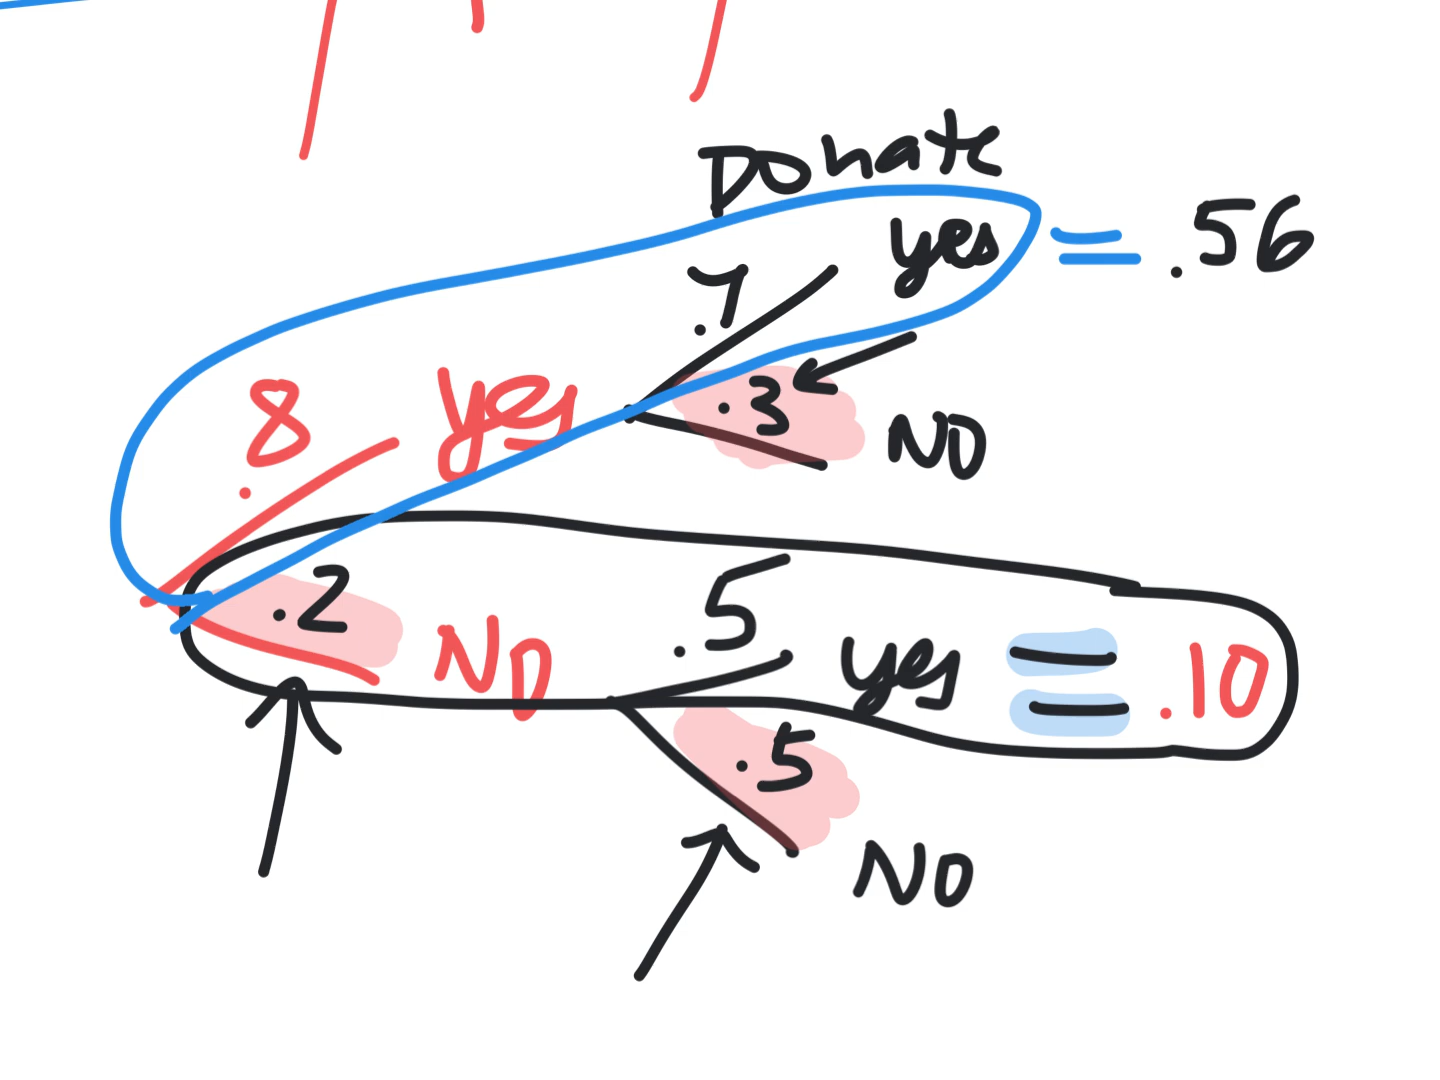 Donate
yes = .56
.7
.8 yes
.3
NO
.2
NO
.5
yes = .10
.5
NO